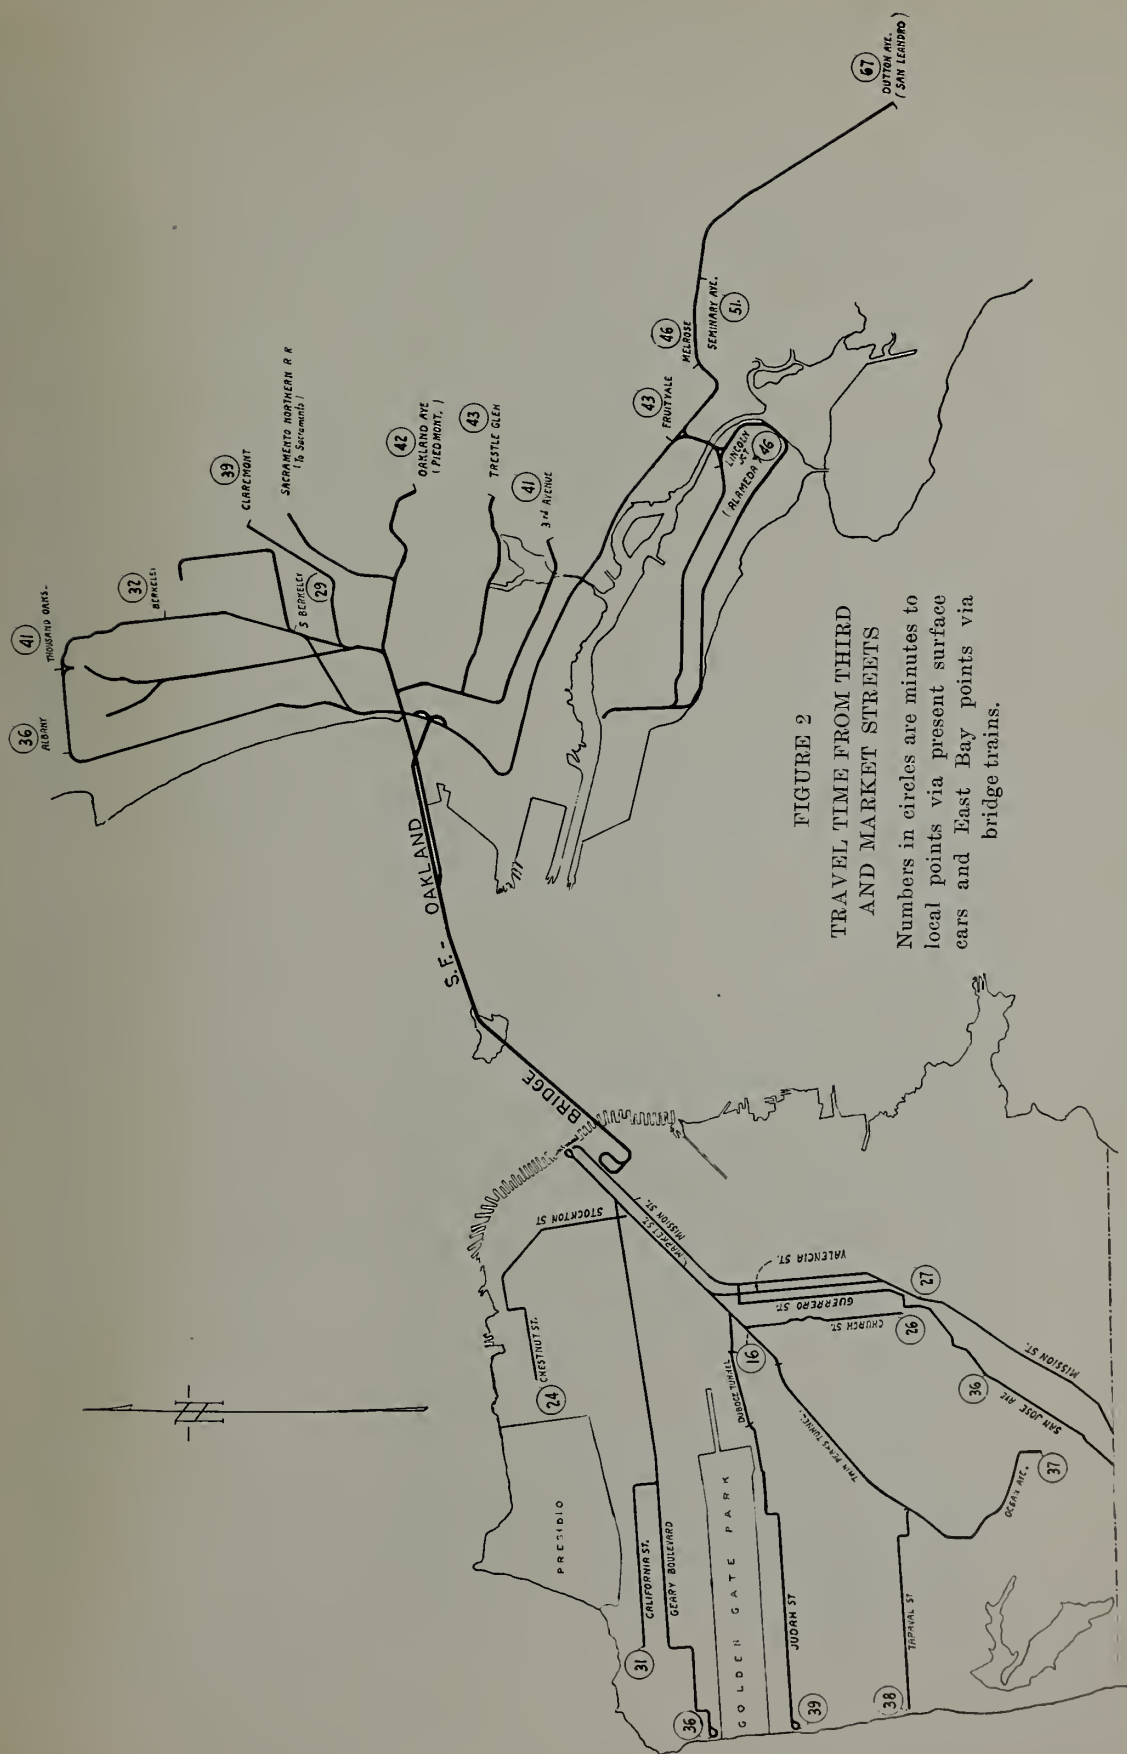 36
ALBANY
41
THOUSAND OAKS.
32
BERKELEY
S BERKELEY
29
39
CLAREMONT
SACRAMENTO NORTHERN R R
(To Sacramento)
42
OAKLAND AVE
(PIEDMONT.)
43
TRESTLE GLEN
41
3rd AVENUE
43
FRUITVALE
46
MELROSE
SEMINARY AVE.
51.
67
DUTTON AVE.
(SAN LEANDRO)
LINCOLN
JCT
(ALAMEDA)
46
S.F. - OAKLAND
BRIDGE
FIGURE 2
TRAVEL TIME FROM THIRD
AND MARKET STREETS
Numbers in circles are minutes to
local points via present surface
cars and East Bay points via
bridge trains.
N
STOCKTON ST
CHESTNUT ST.
24
PRESIDIO
MARKET ST.
MISSION ST.
VALENCIA ST.
GUERRERO ST.
CHURCH ST.
27
26
16
DUBOCE TUNNEL
TWIN PEAKS TUNNEL.
36
SAN JOSE AVE
MISSION ST.
OCEAN AVE.
37
CALIFORNIA ST.
31
GEARY BOULEVARD
36
GOLDEN GATE PARK
JUDAH ST
39
TARAVAL ST
38